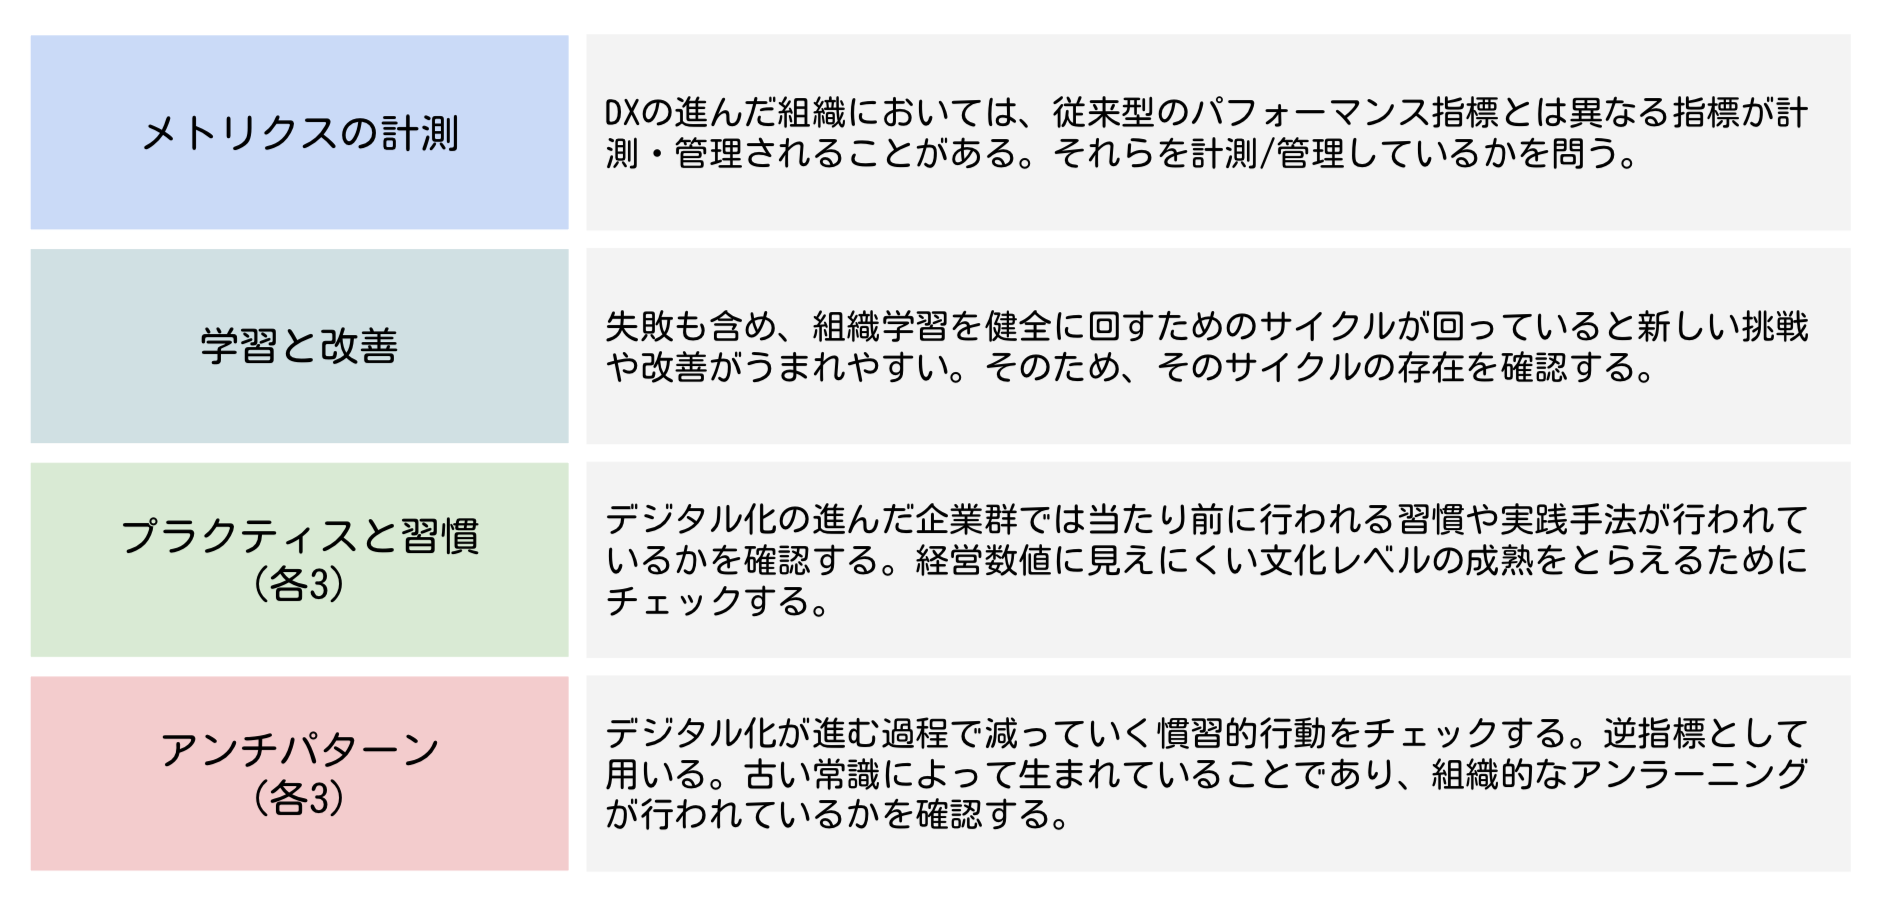 メトリクスの計測
DXの進んだ組織においては、従来型のパフォーマンス指標とは異なる指標が計
測・管理されることがある。それらを計測/管理しているかを問う。
学習と改善
失敗も含め、組織学習を健全に回すためのサイクルが回っていると新しい挑戦
や改善がうまれやすい。そのため、そのサイクルの存在を確認する。
プラクティスと習慣
(各3)
デジタル化の進んだ企業群では当たり前に行われる習慣や実践手法が行われて
いるかを確認する。経営数値に見えにくい文化レベルの成熟をとらえるために
チェックする。
アンチパターン
(各3)
デジタル化が進む過程で減っていく慣習的行動をチェックする。逆指標として
用いる。古い常識によって生まれていることであり、組織的なアンラーニング
が行われているかを確認する。